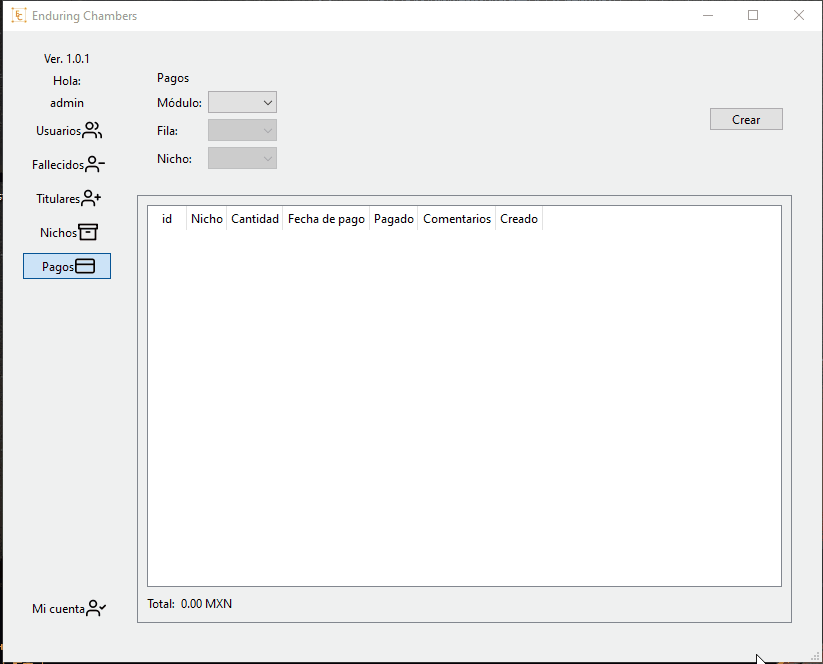 Enduring Chambers
Ver. 1.0.1
Hola:
admin
Usuarios
Fallecidos
Titulares
Nichos
Pagos
Mi cuenta
Pagos
Módulo:
Fila:
Nicho:
Crear
id Nicho Cantidad Fecha de pago Pagado Comentarios Creado
Total: 0.00 MXN